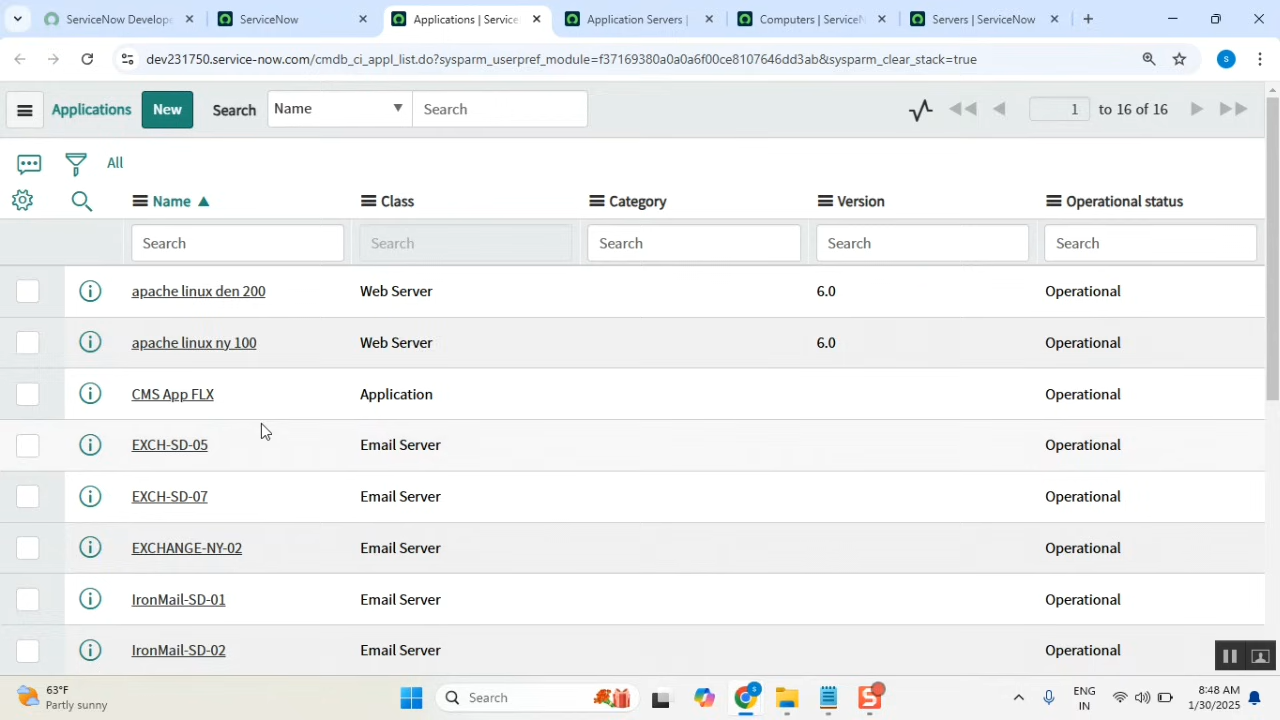 ServiceNow Develope
ServiceNow
Applications | Service
Application Servers |
Computers | ServiceN
Servers | ServiceNow
dev231750.service-now.com/cmdb_ci_appl_list.do?sysparm_userpref_module=f37169380a0a0a6f00ce8107646dd3ab&sysparm_clear_stack=true
s
Applications New Search Name Search 1 to 16 of 16
All
Name Class Category Version Operational status
Search Search Search Search Search
apache linux den 200 Web Server 6.0 Operational
apache linux ny 100 Web Server 6.0 Operational
CMS App FLX Application Operational
EXCH-SD-05 Email Server Operational
EXCH-SD-07 Email Server Operational
EXCHANGE-NY-02 Email Server Operational
IronMail-SD-01 Email Server Operational
IronMail-SD-02 Email Server Operational
63°F
Partly sunny
Search
S
ENG
IN
8:48 AM
1/30/2025